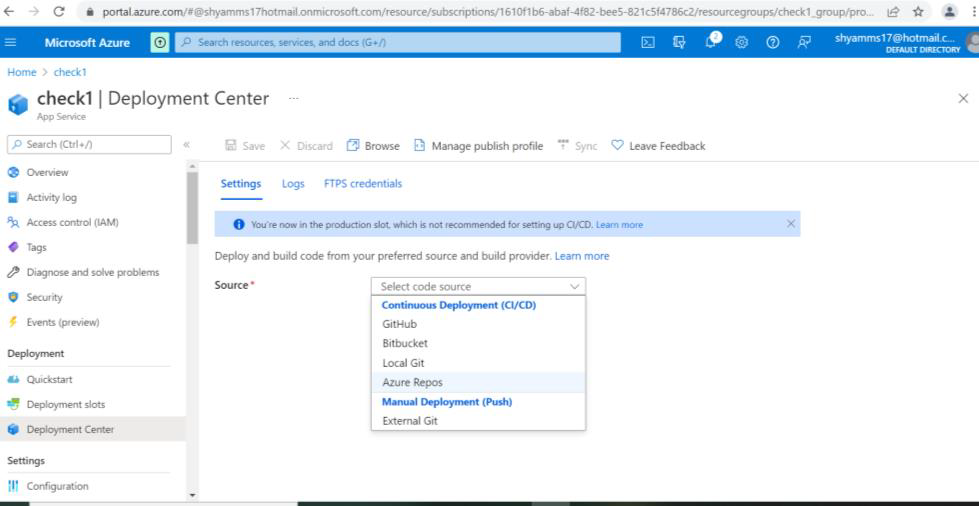 portal.azure.com/#@shyamms17hotmail.onmicrosoft.com/resource/subscriptions/1610f1b6-abaf-4f82-bee5-821c5f4786c2/resourcegroups/check1_group/pro...
Microsoft Azure
Search resources, services, and docs (G+/)
2
shyamms17@hotmail.c...
DEFAULT DIRECTORY
Home > check1
check1 | Deployment Center ...
App Service
Search (Ctrl+/)
«
Save Discard Browse Manage publish profile Sync Leave Feedback
Overview
Activity log
Access control (IAM)
Tags
Diagnose and solve problems
Security
Events (preview)
Deployment
Quickstart
Deployment slots
Deployment Center
Settings
Configuration
Settings Logs FTPS credentials
You're now in the production slot, which is not recommended for setting up CI/CD. Learn more
Deploy and build code from your preferred source and build provider. Learn more
Source*
Select code source
Continuous Deployment (CI/CD)
GitHub
Bitbucket
Local Git
Azure Repos
Manual Deployment (Push)
External Git